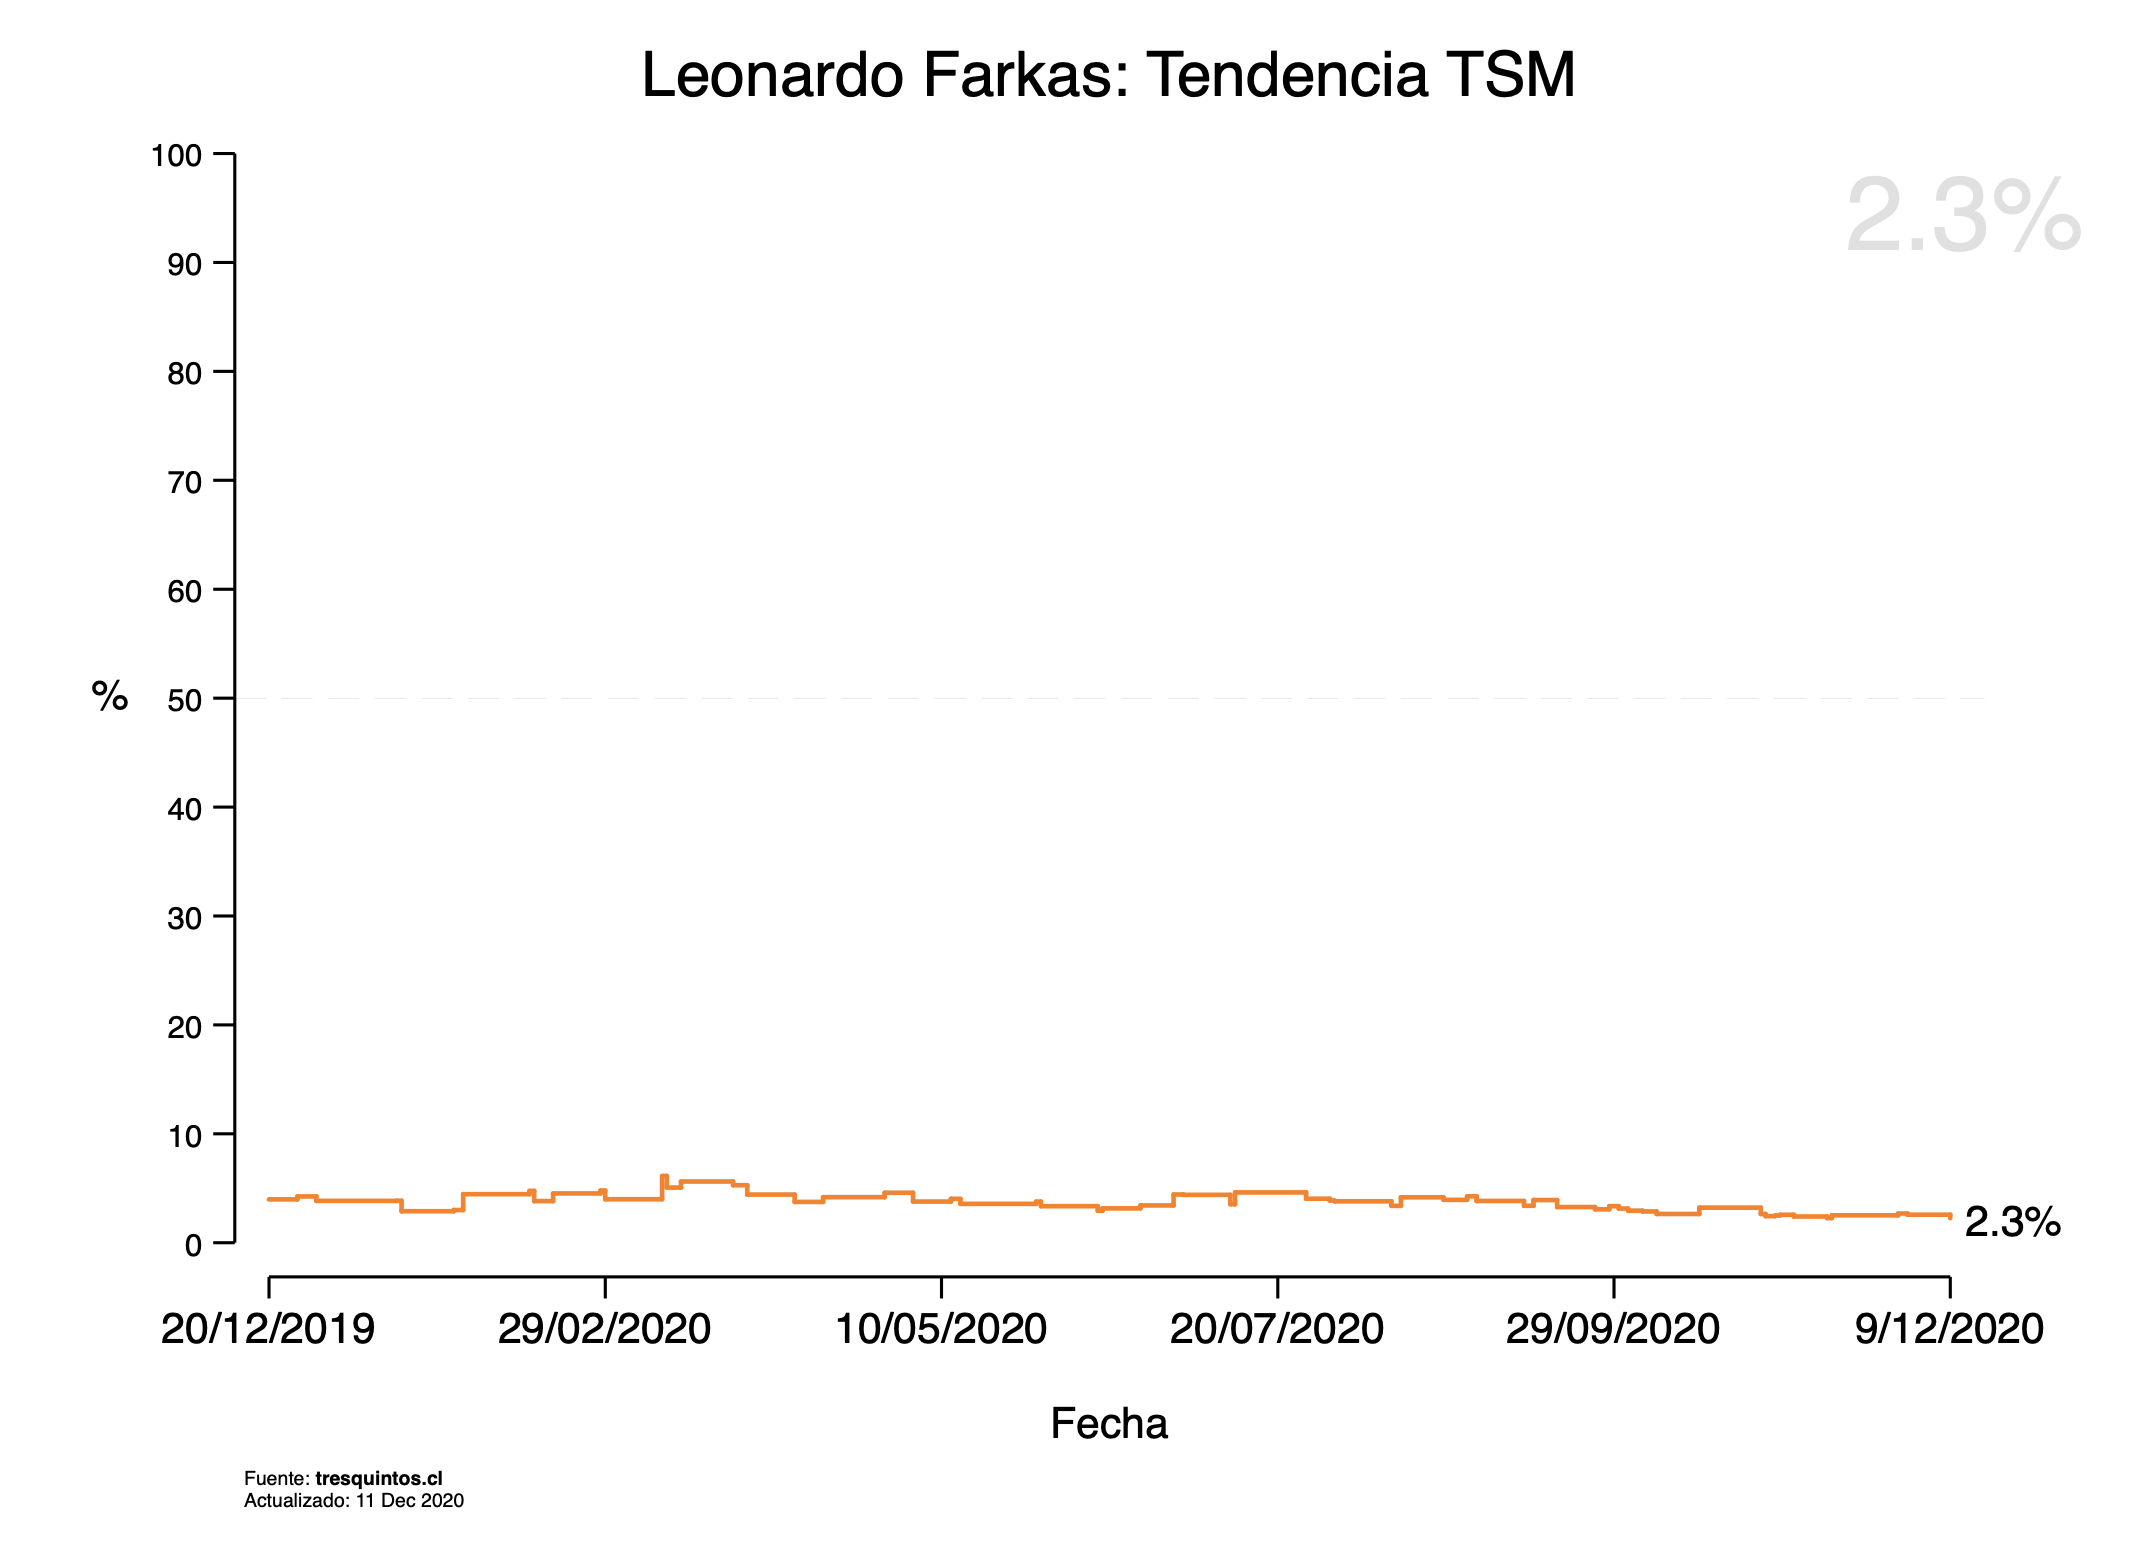 Leonardo Farkas: Tendencia TSM
100
2.3%
90
80
70
60
% 50
40
30
20
10
2.3%
0
20/12/2019 29/02/2020 10/05/2020 20/07/2020 29/09/2020 9/12/2020
Fecha
Fuente: tresquintos.cl
Actualizado: 11 Dec 2020